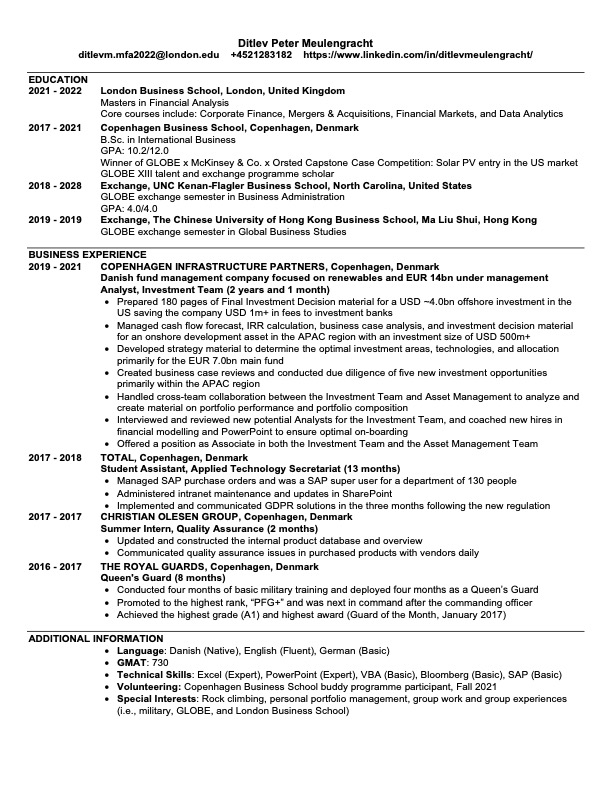 Ditlev Peter Meulengracht
ditlevm.mfa2022@london.edu +4521283182 https://www.linkedin.com/in/ditlevmeulengracht/
EDUCATION
2021 - 2022 London Business School, London, United Kingdom
Masters in Financial Analysis
Core courses include: Corporate Finance, Mergers & Acquisitions, Financial Markets, and Data Analytics
2017 - 2021 Copenhagen Business School, Copenhagen, Denmark
B.Sc. in International Business
GPA: 10.2/12.0
Winner of GLOBE x McKinsey & Co. x Orsted Capstone Case Competition: Solar PV entry in the US market
GLOBE XIII talent and exchange programme scholar
2018 - 2028 Exchange, UNC Kenan-Flagler Business School, North Carolina, United States
GLOBE exchange semester in Business Administration
GPA: 4.0/4.0
2019 - 2019 Exchange, The Chinese University of Hong Kong Business School, Ma Liu Shui, Hong Kong
GLOBE exchange semester in Global Business Studies
BUSINESS EXPERIENCE
2019 - 2021 COPENHAGEN INFRASTRUCTURE PARTNERS, Copenhagen, Denmark
Danish fund management company focused on renewables and EUR 14bn under management
Analyst, Investment Team (2 years and 1 month)
• Prepared 180 pages of Final Investment Decision material for a USD ~4.0bn offshore investment in the
US saving the company USD 1m+ in fees to investment banks
• Managed cash flow forecast, IRR calculation, business case analysis, and investment decision material
for an onshore development asset in the APAC region with an investment size of USD 500m+
• Developed strategy material to determine the optimal investment areas, technologies, and allocation
primarily for the EUR 7.0bn main fund
• Created business case reviews and conducted due diligence of five new investment opportunities
primarily within the APAC region
• Handled cross-team collaboration between the Investment Team and Asset Management to analyze and
create material on portfolio performance and portfolio composition
• Interviewed and reviewed new potential Analysts for the Investment Team, and coached new hires in
financial modelling and PowerPoint to ensure optimal on-boarding
• Offered a position as Associate in both the Investment Team and the Asset Management Team
2017 - 2018 TOTAL, Copenhagen, Denmark
Student Assistant, Applied Technology Secretariat (13 months)
• Managed SAP purchase orders and was a SAP super user for a department of 130 people
• Administered intranet maintenance and updates in SharePoint
• Implemented and communicated GDPR solutions in the three months following the new regulation
2017 - 2017 CHRISTIAN OLESEN GROUP, Copenhagen, Denmark
Summer Intern, Quality Assurance (2 months)
• Updated and constructed the internal product database and overview
• Communicated quality assurance issues in purchased products with vendors daily
2016 - 2017 THE ROYAL GUARDS, Copenhagen, Denmark
Queen's Guard (8 months)
• Conducted four months of basic military training and deployed four months as a Queen's Guard
• Promoted to the highest rank, “PFG+” and was next in command after the commanding officer
• Achieved the highest grade (A1) and highest award (Guard of the Month, January 2017)
ADDITIONAL INFORMATION
• Language: Danish (Native), English (Fluent), German (Basic)
• GMAT: 730
• Technical Skills: Excel (Expert), PowerPoint (Expert), VBA (Basic), Bloomberg (Basic), SAP (Basic)
• Volunteering: Copenhagen Business School buddy programme participant, Fall 2021
• Special Interests: Rock climbing, personal portfolio management, group work and group experiences
(i.e., military, GLOBE, and London Business School)